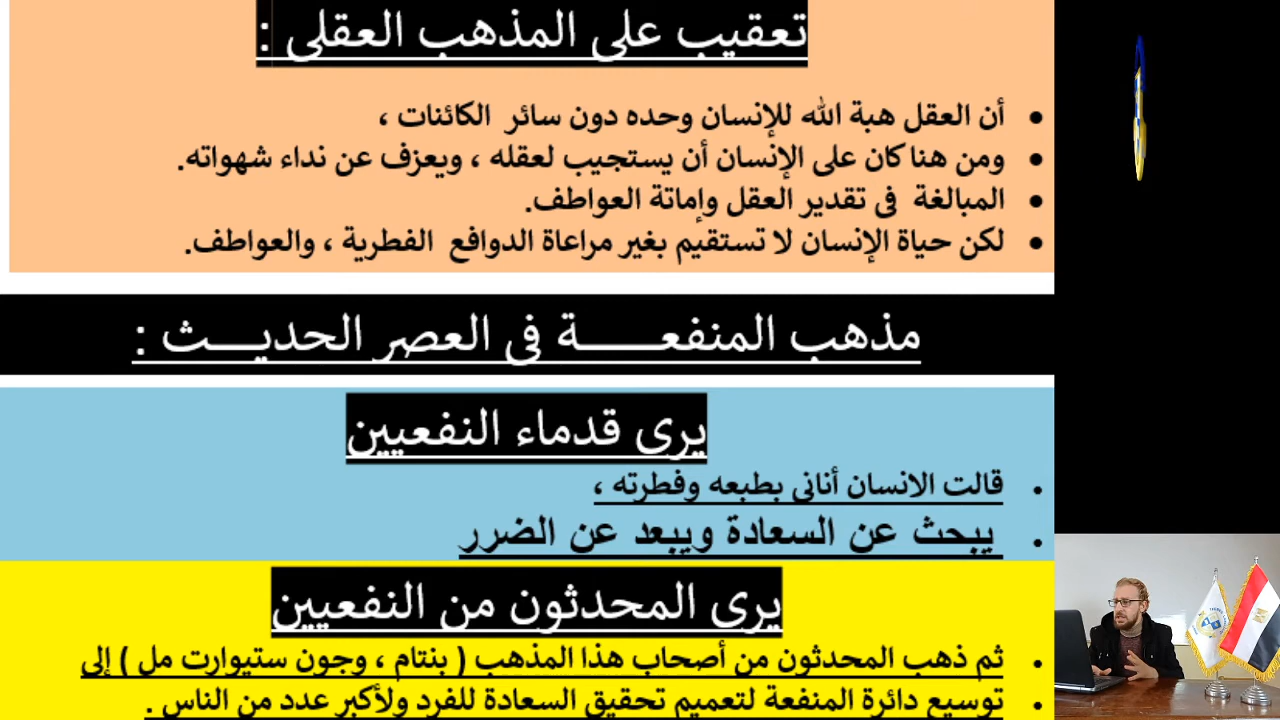 تعقيب على المذهب العقلى :
• أن العقل هبة الله للإنسان وحده دون سائر الكائنات ،
• ومن هنا كان على الإنسان أن يستجيب لعقله ، ويعزف عن نداء شهواته.
• المبالغة فى تقدير العقل وإماتة العواطف.
• لكن حياة الإنسان لا تستقيم بغير مراعاة الدوافع الفطرية ، والعواطف.
مذهب المنفعـــــة فى العصر الحديـــث :
يرى قدماء النفعيين
• قالت الانسان أنانى بطبعه وفطرته ،
• يبحث عن السعادة ويبعد عن الضرر
يرى المحدثون من النفعيين
• ثم ذهب المحدثون من أصحاب هذا المذهب ( بنتام ، وجون ستيوارت مل ) إلى
• توسيع دائرة المنفعة لتعميم تحقيق السعادة للفرد ولأكبر عدد من الناس .